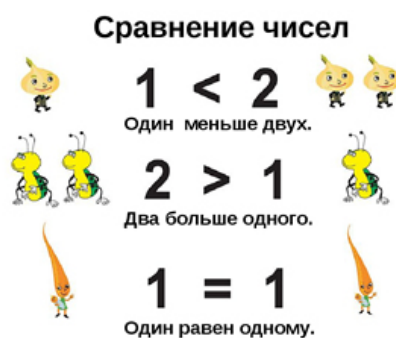 Сравнение чисел
1 < 2
Один меньше двух.
2 > 1
Два больше одного.
1 = 1
Один равен одному.